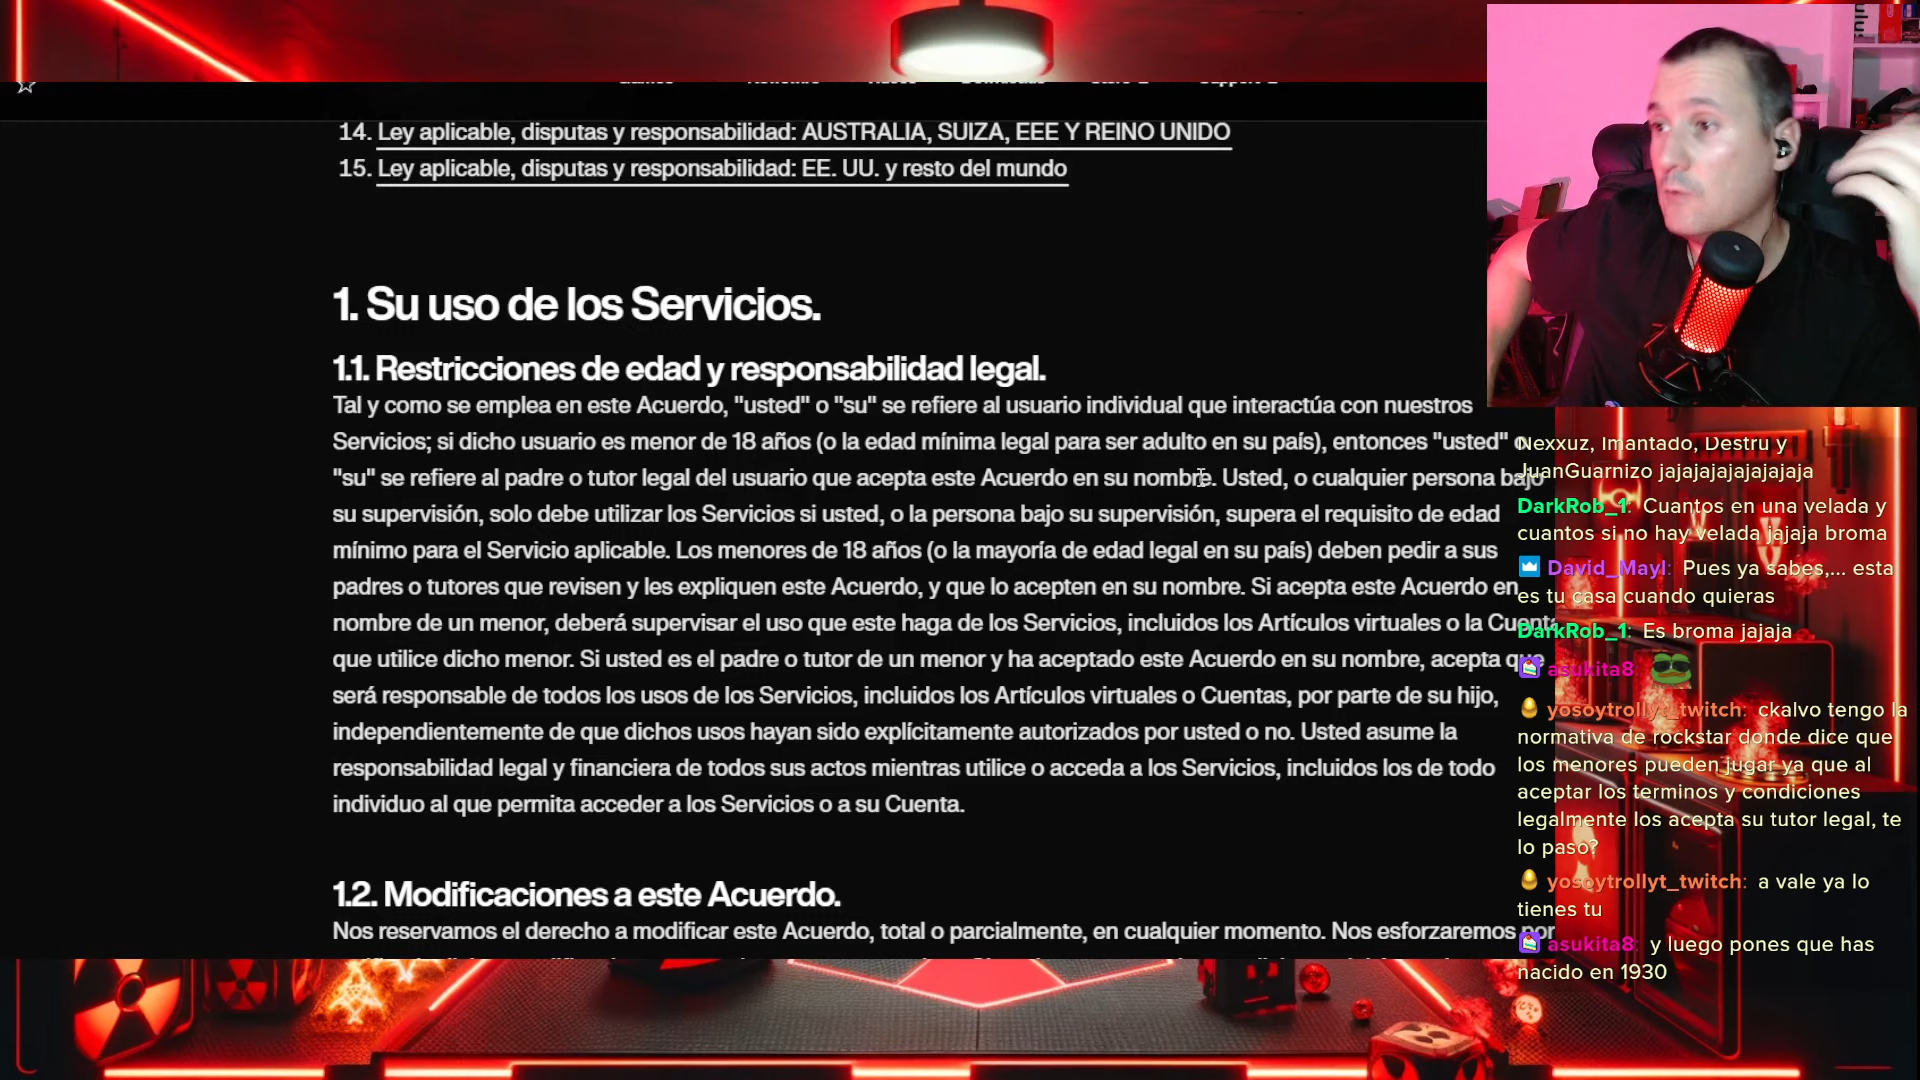 14. Ley aplicable, disputas y responsabilidad: AUSTRALIA, SUIZA, EEE Y REINO UNIDO
15. Ley aplicable, disputas y responsabilidad: EE. UU. y resto del mundo
1. Su uso de los Servicios.
1.1. Restricciones de edad y responsabilidad legal.
Tal y como se emplea en este Acuerdo, "usted" o "su" se refiere al usuario individual que interactúa con nuestros
Servicios; si dicho usuario es menor de 18 años (o la edad mínima legal para ser adulto en su país), entonces "usted" o
"su" se refiere al padre o tutor legal del usuario que acepta este Acuerdo en su nombre. Usted, o cualquier persona bajo
su supervisión, solo debe utilizar los Servicios si usted, o la persona bajo su supervisión, supera el requisito de edad
mínimo para el Servicio aplicable. Los menores de 18 años (o la mayoría de edad legal en su país) deben pedir a sus
padres o tutores que revisen y les expliquen este Acuerdo, y que lo acepten en su nombre. Si acepta este Acuerdo en
nombre de un menor, deberá supervisar el uso que este haga de los Servicios, incluidos los Artículos virtuales o la Cuenta
que utilice dicho menor. Si usted es el padre o tutor de un menor y ha aceptado este Acuerdo en su nombre, acepta que
será responsable de todos los usos de los Servicios, incluidos los Artículos virtuales o Cuentas, por parte de su hijo,
independientemente de que dichos usos hayan sido explícitamente autorizados por usted o no. Usted asume la
responsabilidad legal y financiera de todos sus actos mientras utilice o acceda a los Servicios, incluidos los de todo
individuo al que permita acceder a los Servicios o a su Cuenta.
1.2. Modificaciones a este Acuerdo.
Nos reservamos el derecho a modificar este Acuerdo, total o parcialmente, en cualquier momento. Nos esforzaremos por
Nexxuz, Imantado, Destru y
JuanGuarnizo jajajajajajajajaja
DarkRob_1: Cuantos en una velada y
cuantos si no hay velada jajaja broma
David_Mayl: Pues ya sabes,... esta
es tu casa cuando quieras
DarkRob_1: Es broma jajaja
asukita8:
yosoytrollyt_twitch: ckalvo tengo la
normativa de rockstar donde dice que
los menores pueden jugar ya que al
aceptar los terminos y condiciones
legalmente los acepta su tutor legal, te
lo paso?
yosoytrollyt_twitch: a vale ya lo
tienes tu
asukita8: y luego pones que has
nacido en 1930